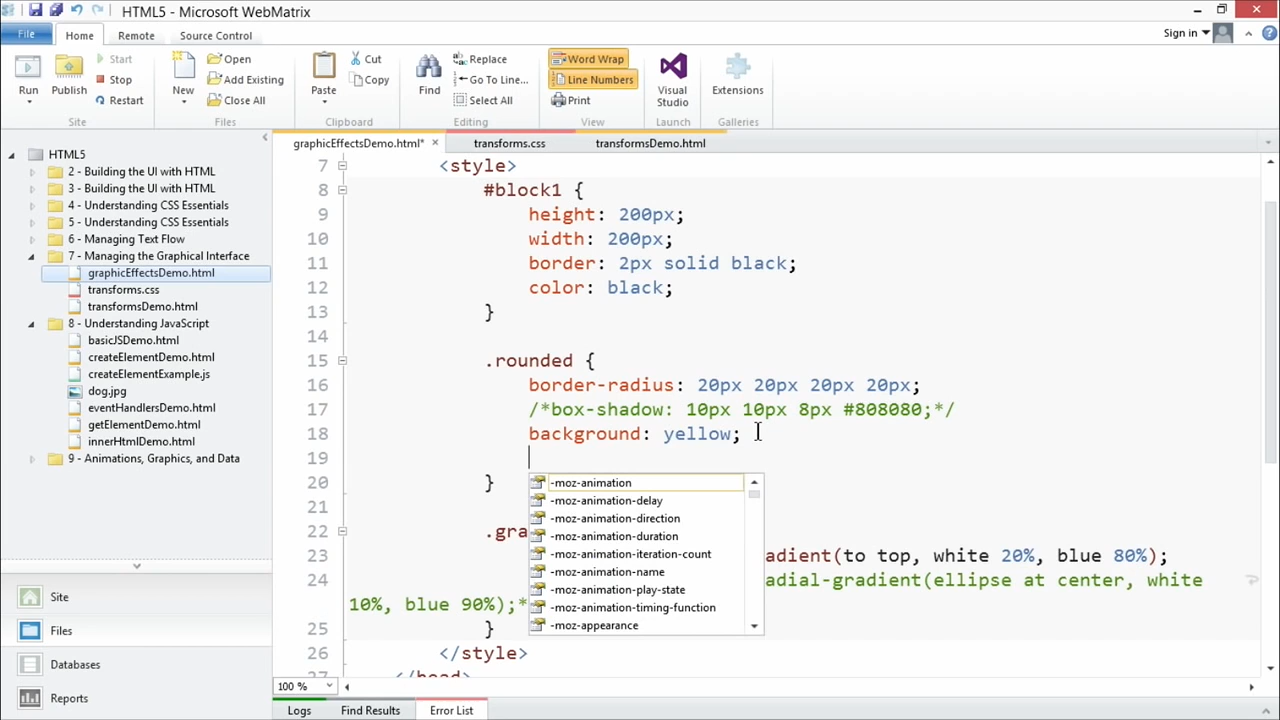 HTML5 - Microsoft WebMatrix
File Home Remote Source Control Sign in
Run Publish Start Stop Restart New Open Add Existing Close All Paste Cut Copy Find Replace Go To Line... Select All Word Wrap Line Numbers Print Visual Studio Extensions
Site Files Clipboard Editing View Launch Galleries
graphicEffectsDemo.html* transforms.css transformsDemo.html
HTML5
2 - Building the UI with HTML
3 - Building the UI with HTML
4 - Understanding CSS Essentials
5 - Understanding CSS Essentials
6 - Managing Text Flow
7 - Managing the Graphical Interface
graphicEffectsDemo.html
transforms.css
transformsDemo.html
8 - Understanding JavaScript
basicJSDemo.html
createElementDemo.html
createElementExample.js
dog.jpg
eventHandlersDemo.html
getElementDemo.html
innerHtmlDemo.html
9 - Animations, Graphics, and Data
Site
Files
Databases
Reports
7 <style>
8 #block1 {
9 height: 200px;
10 width: 200px;
11 border: 2px solid black;
12 color: black;
13 }
14
15 .rounded {
16 border-radius: 20px 20px 20px 20px;
17 /*box-shadow: 10px 10px 8px #808080;*/
18 background: yellow;
19
20 }
21
22 .gra
23 adient(to top, white 20%, blue 80%);
24 adial-gradient(ellipse at center, white
10%, blue 90%);*
25 }
26 </style>
27 </head>
-moz-animation
-moz-animation-delay
-moz-animation-direction
-moz-animation-duration
-moz-animation-iteration-count
-moz-animation-name
-moz-animation-play-state
-moz-animation-timing-function
-moz-appearance
100 %
Logs Find Results Error List